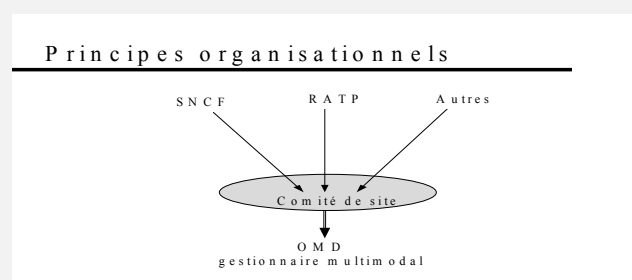 Principes organisationnels
SNCF RATP Autres
Comité de site
OMD
gestionnaire multimodal